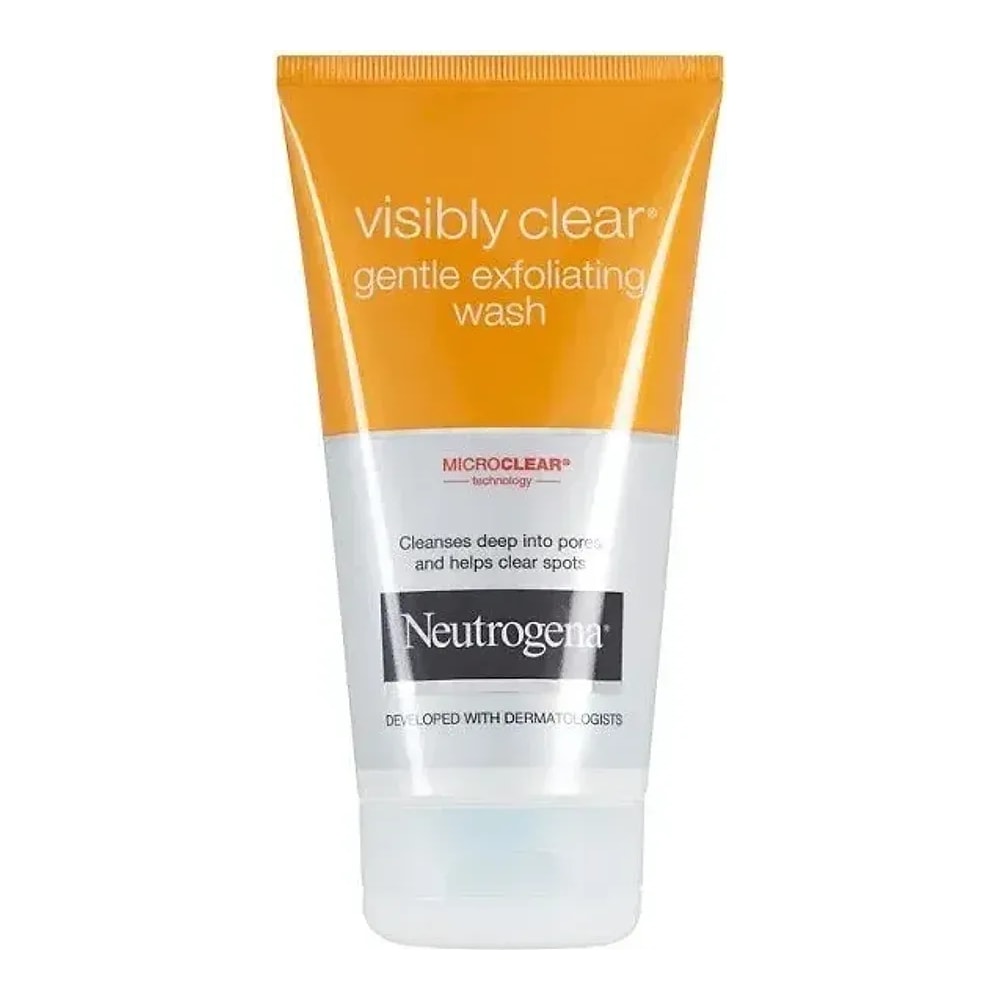 visibly clear®
gentle exfoliating
wash
MICROCLEAR®
technology
Cleanses deep into pores
and helps clear spots
Neutrogena®
DEVELOPED WITH DERMATOLOGISTS